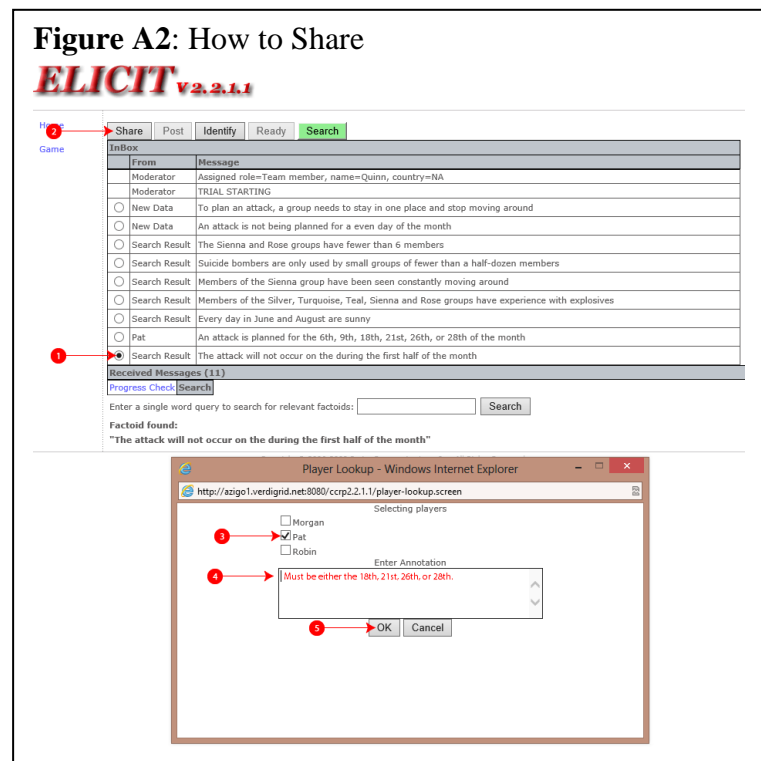 Figure A2: How to Share
ELICIT v2.2.1.1
Home
Game
2
Share Post Identify Ready Search
InBox
From Message
Moderator Assigned role=Team member, name=Quinn, country=NA
Moderator TRIAL STARTING
New Data To plan an attack, a group needs to stay in one place and stop moving around
New Data An attack is not being planned for a even day of the month
Search Result The Sienna and Rose groups have fewer than 6 members
Search Result Suicide bombers are only used by small groups of fewer than a half-dozen members
Search Result Members of the Sienna group have been seen constantly moving around
Search Result Members of the Silver, Turquoise, Teal, Sienna and Rose groups have experience with explosives
Search Result Every day in June and August are sunny
Pat An attack is planned for the 6th, 9th, 18th, 21st, 26th, or 28th of the month
1 Search Result The attack will not occur on the during the first half of the month
Received Messages (11)
Progress Check Search
Enter a single word query to search for relevant factoids: Search
Factoid found:
"The attack will not occur on the during the first half of the month"
Player Lookup - Windows Internet Explorer
http://azigo1.verdigrid.net:8080/ccrp2.2.1.1/player-lookup.screen
Selecting players
Morgan
3 Pat
Robin
Enter Annotation
4 Must be either the 18th, 21st, 26th, or 28th.
5 OK Cancel